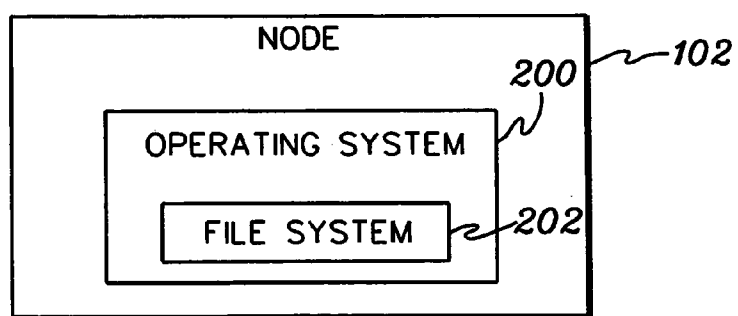 NODE
102
200
OPERATING SYSTEM
FILE SYSTEM
202